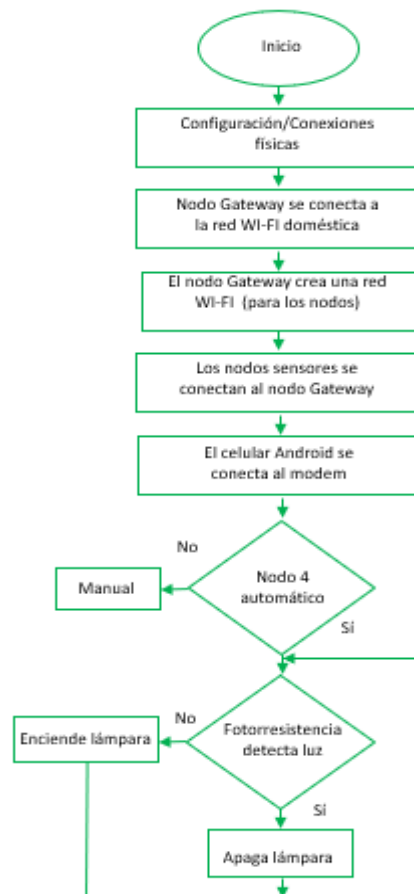 Inicio
Configuración/Conexiones
físicas
Nodo Gateway se conecta a
la red WI-FI doméstica
El nodo Gateway crea una red
WI-FI (para los nodos)
Los nodos sensores se
conectan al nodo Gateway
El celular Android se
conecta al modem
No
Nodo 4
automático
Manual
Sí
No
Fotorresistencia
detecta luz
Enciende lámpara
Sí
Apaga lámpara